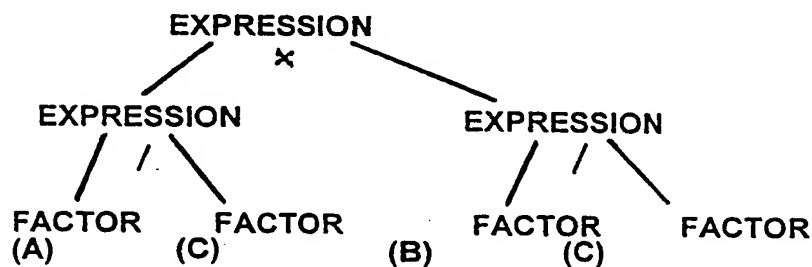 EXPRESSION
×
EXPRESSION EXPRESSION
/ /
FACTOR FACTOR FACTOR FACTOR
(A) (C) (B) (C)